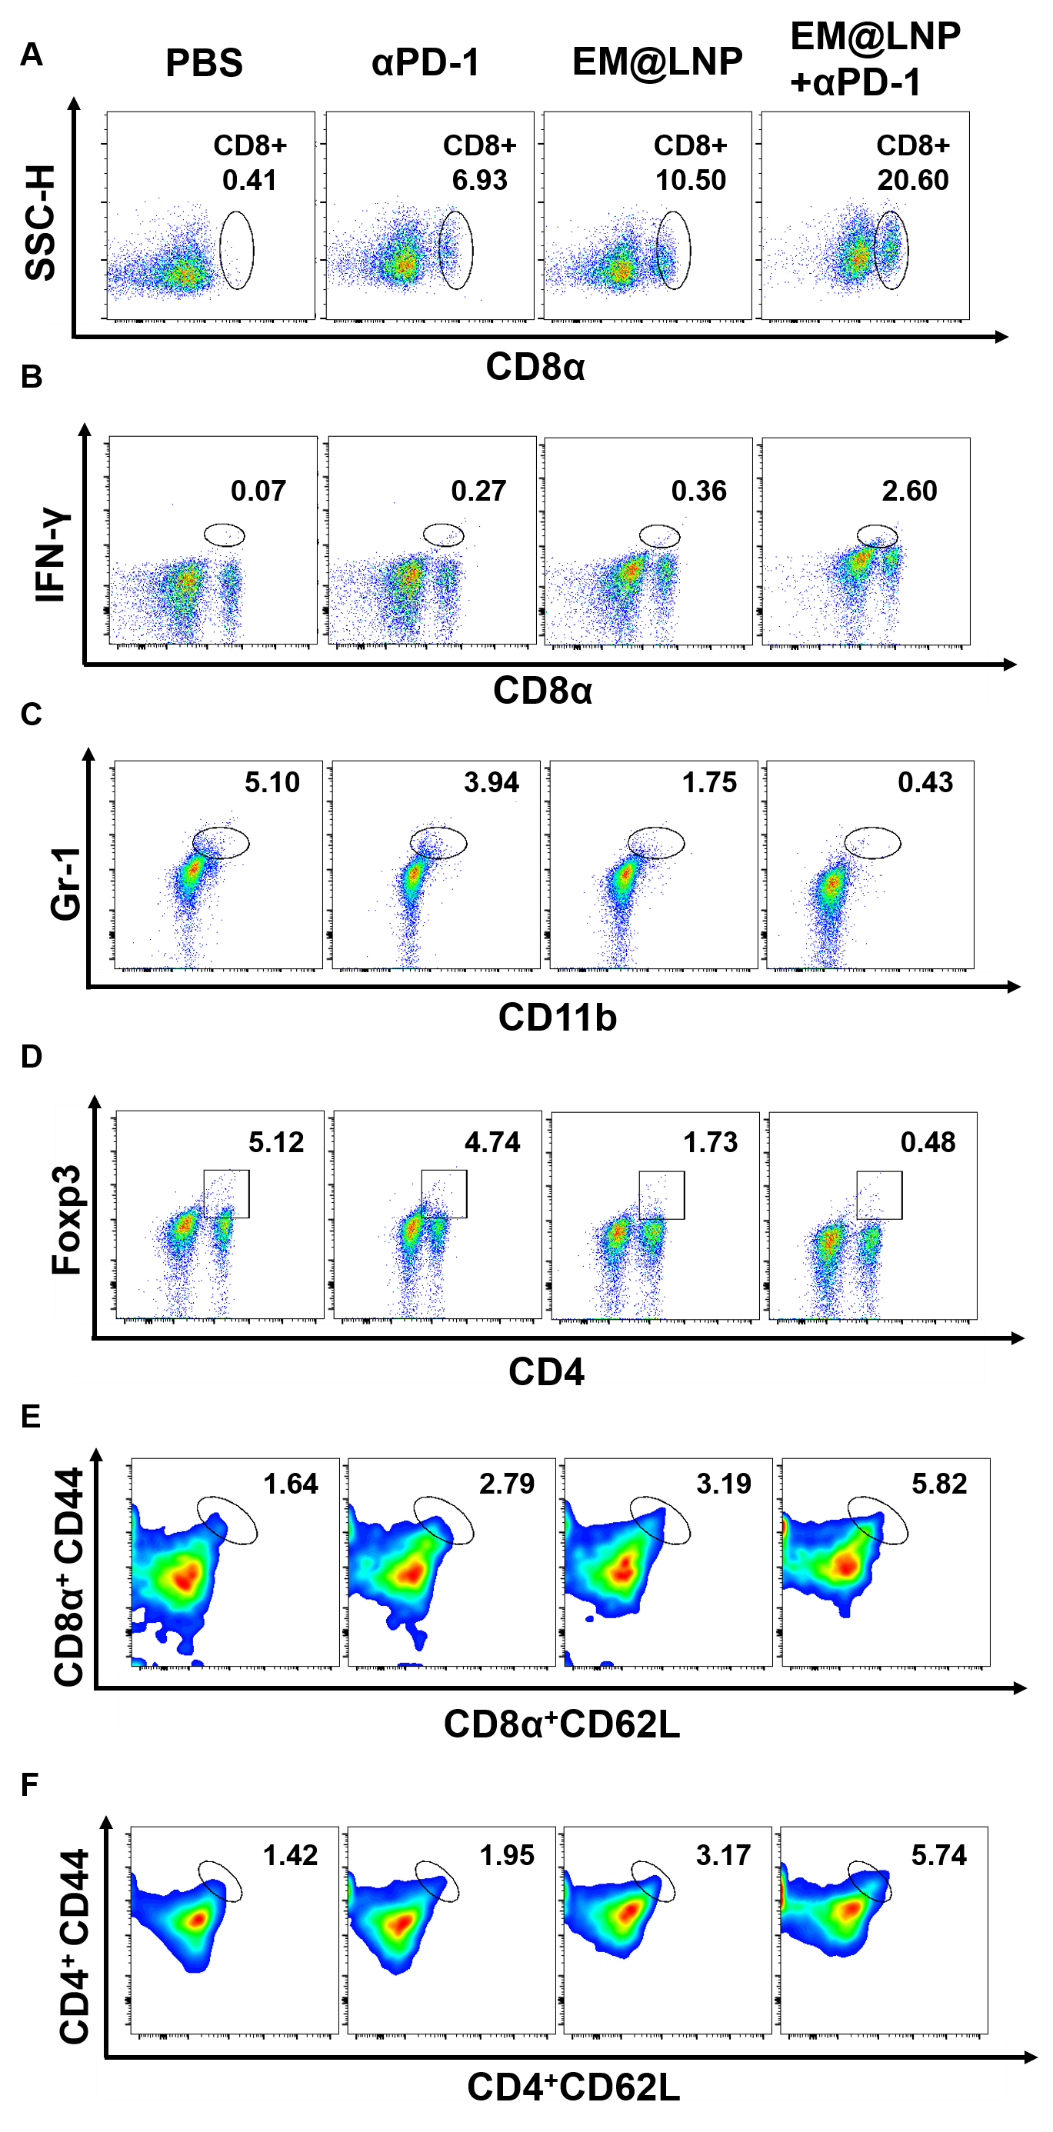 A
PBS
αPD-1
EM@LNP
EM@LNP
+αPD-1
CD8+
0.41
CD8+
6.93
CD8+
10.50
CD8+
20.60
SSC-H
CD8α
B
0.07
0.27
0.36
2.60
IFN-γ
CD8α
C
5.10
3.94
1.75
0.43
Gr-1
CD11b
D
5.12
4.74
1.73
0.48
Foxp3
CD4
E
1.64
2.79
3.19
5.82
CD8α⁺ CD44
CD8α⁺CD62L
F
1.42
1.95
3.17
5.74
CD4⁺ CD44
CD4⁺CD62L